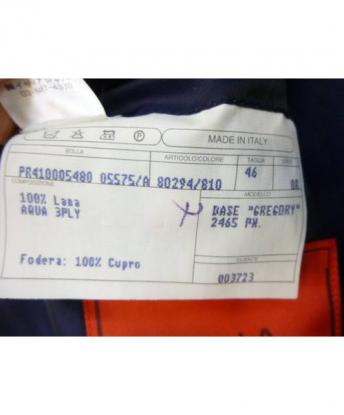 MADE IN ITALY
BOLLA ARTICOLO/COLORE TAGLIA
PR410005480 05575/A 80294/810 46
COMPOSIZIONE MODELLO
100% Lana
AQUA 3PLY
BASE "GREGORY"
2465 PM.
Fodera: 100% Cupro
CLIENTE
003723